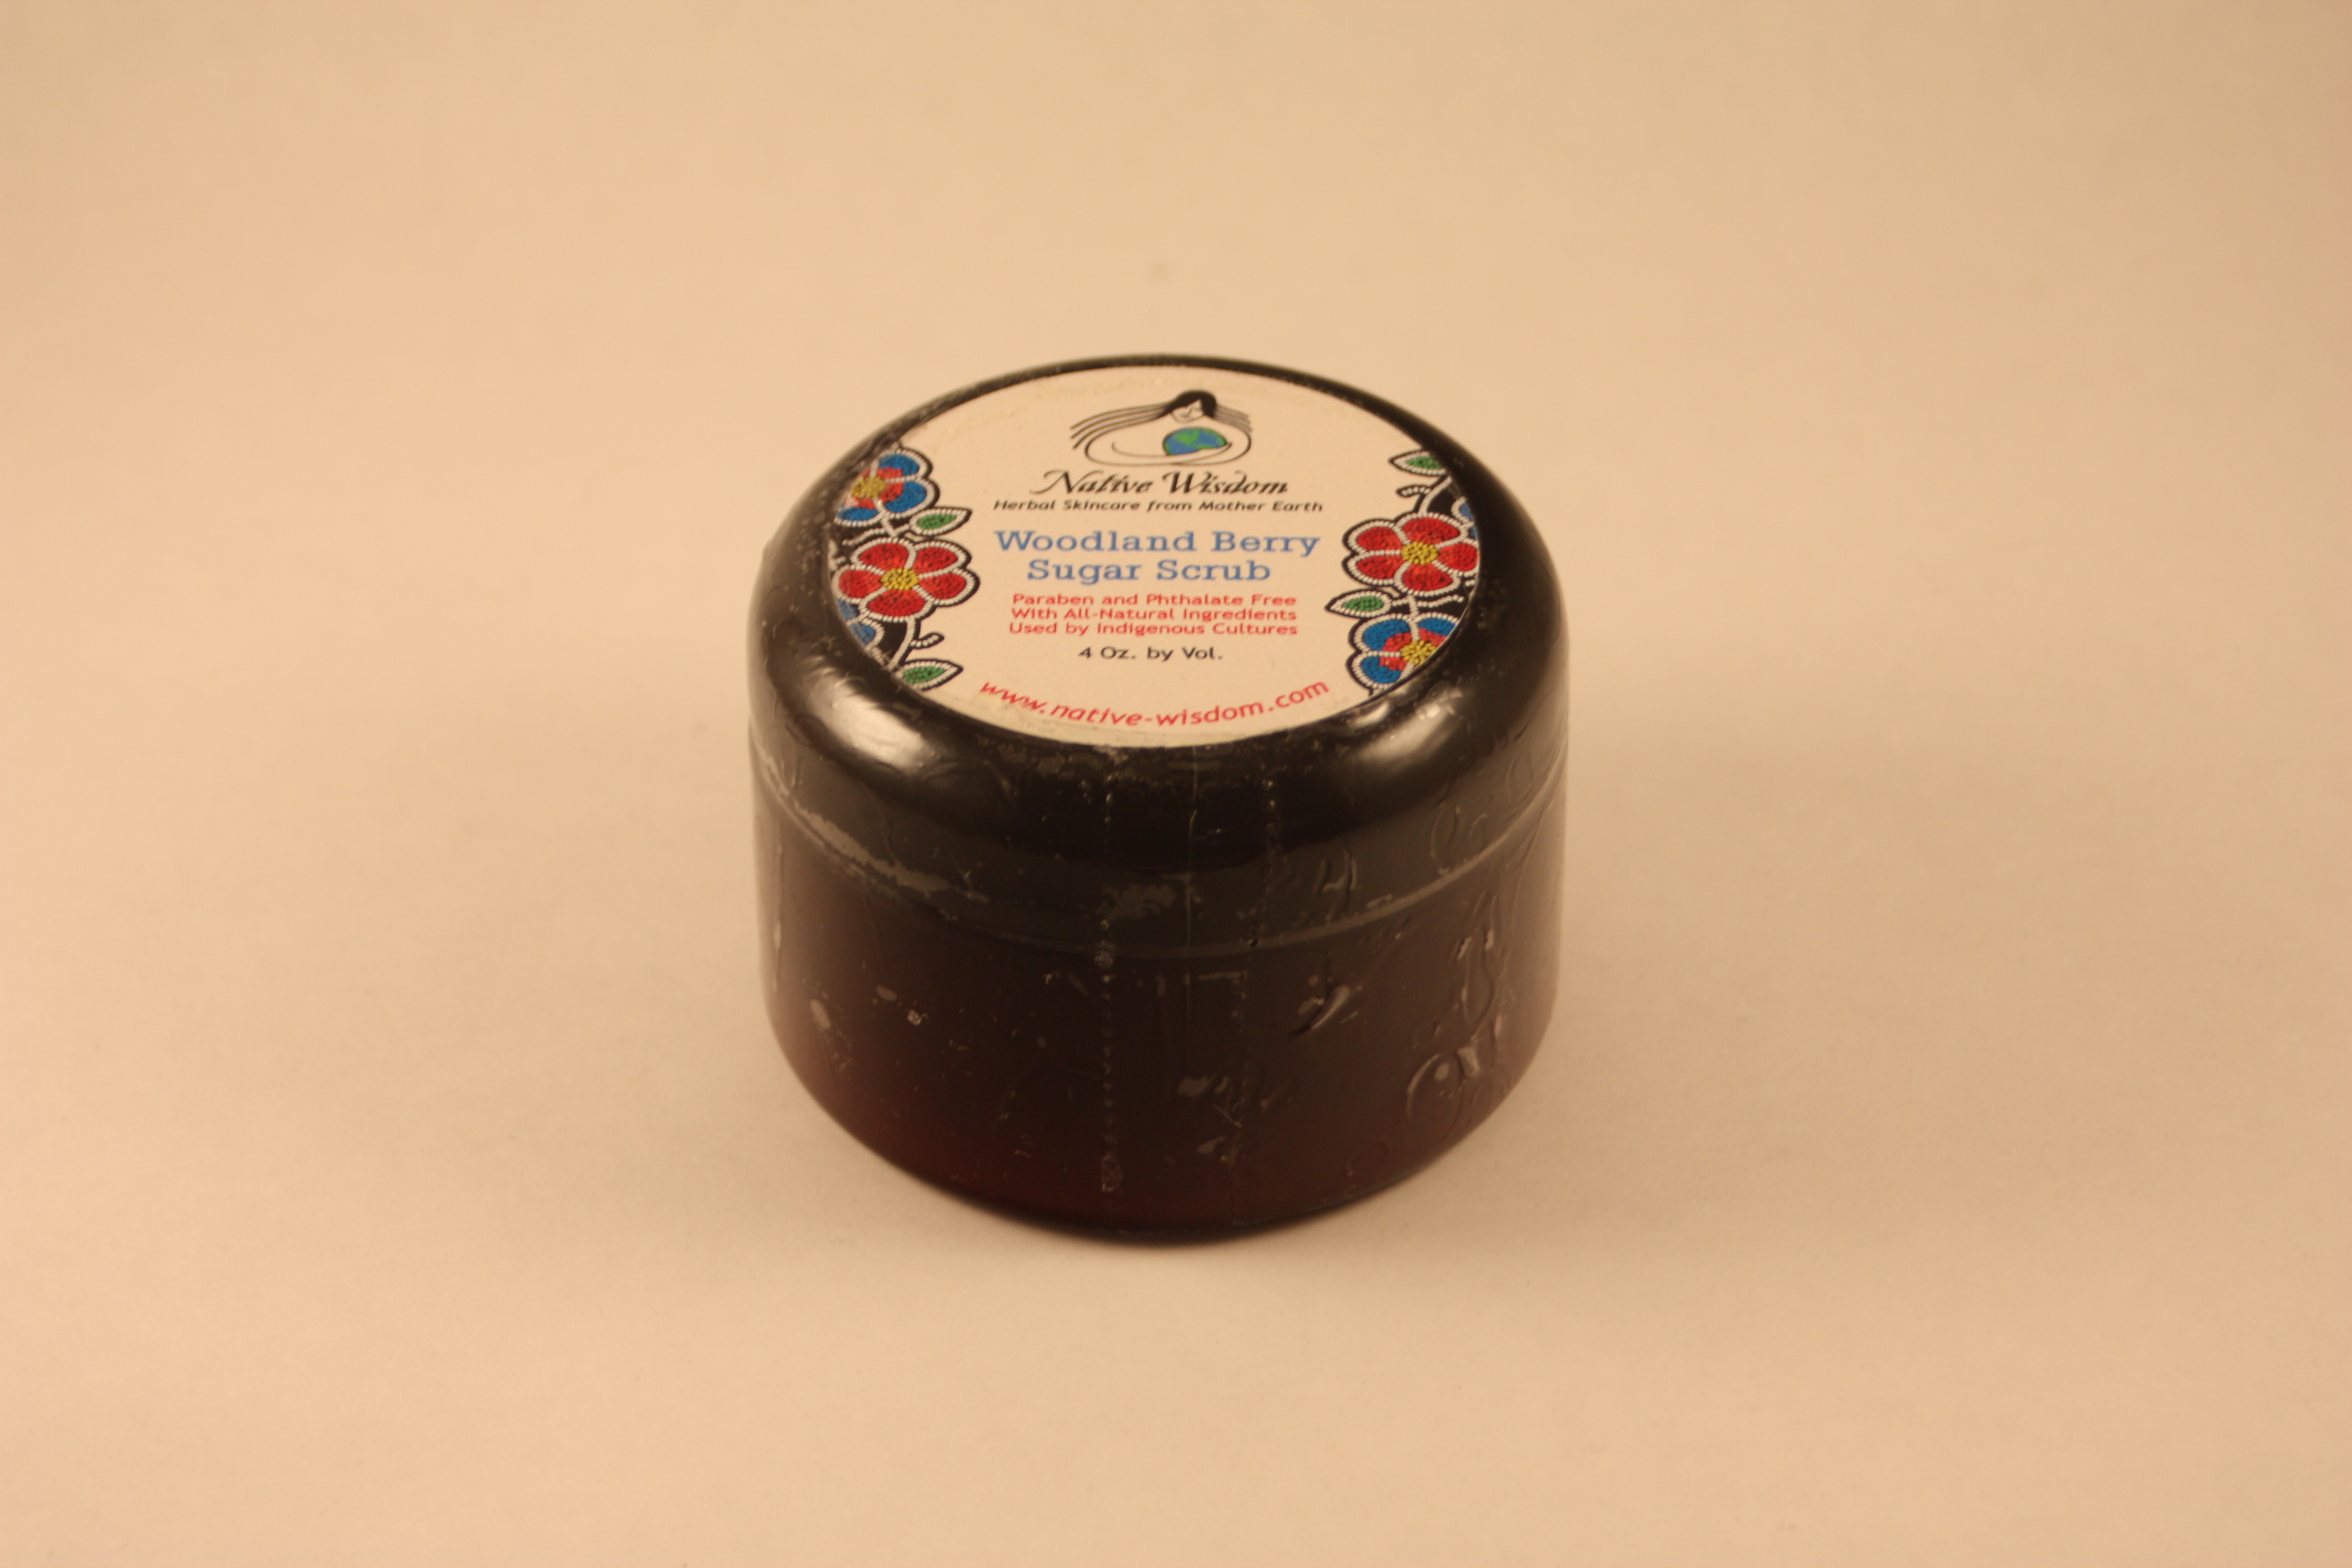 Native Wisdom
Herbal Skincare from Mother Earth
Woodland Berry
Sugar Scrub
Paraben and Phthalate Free
With All-Natural Ingredients
Used by Indigenous Cultures
4 Oz. by Vol.
www.native-wisdom.com